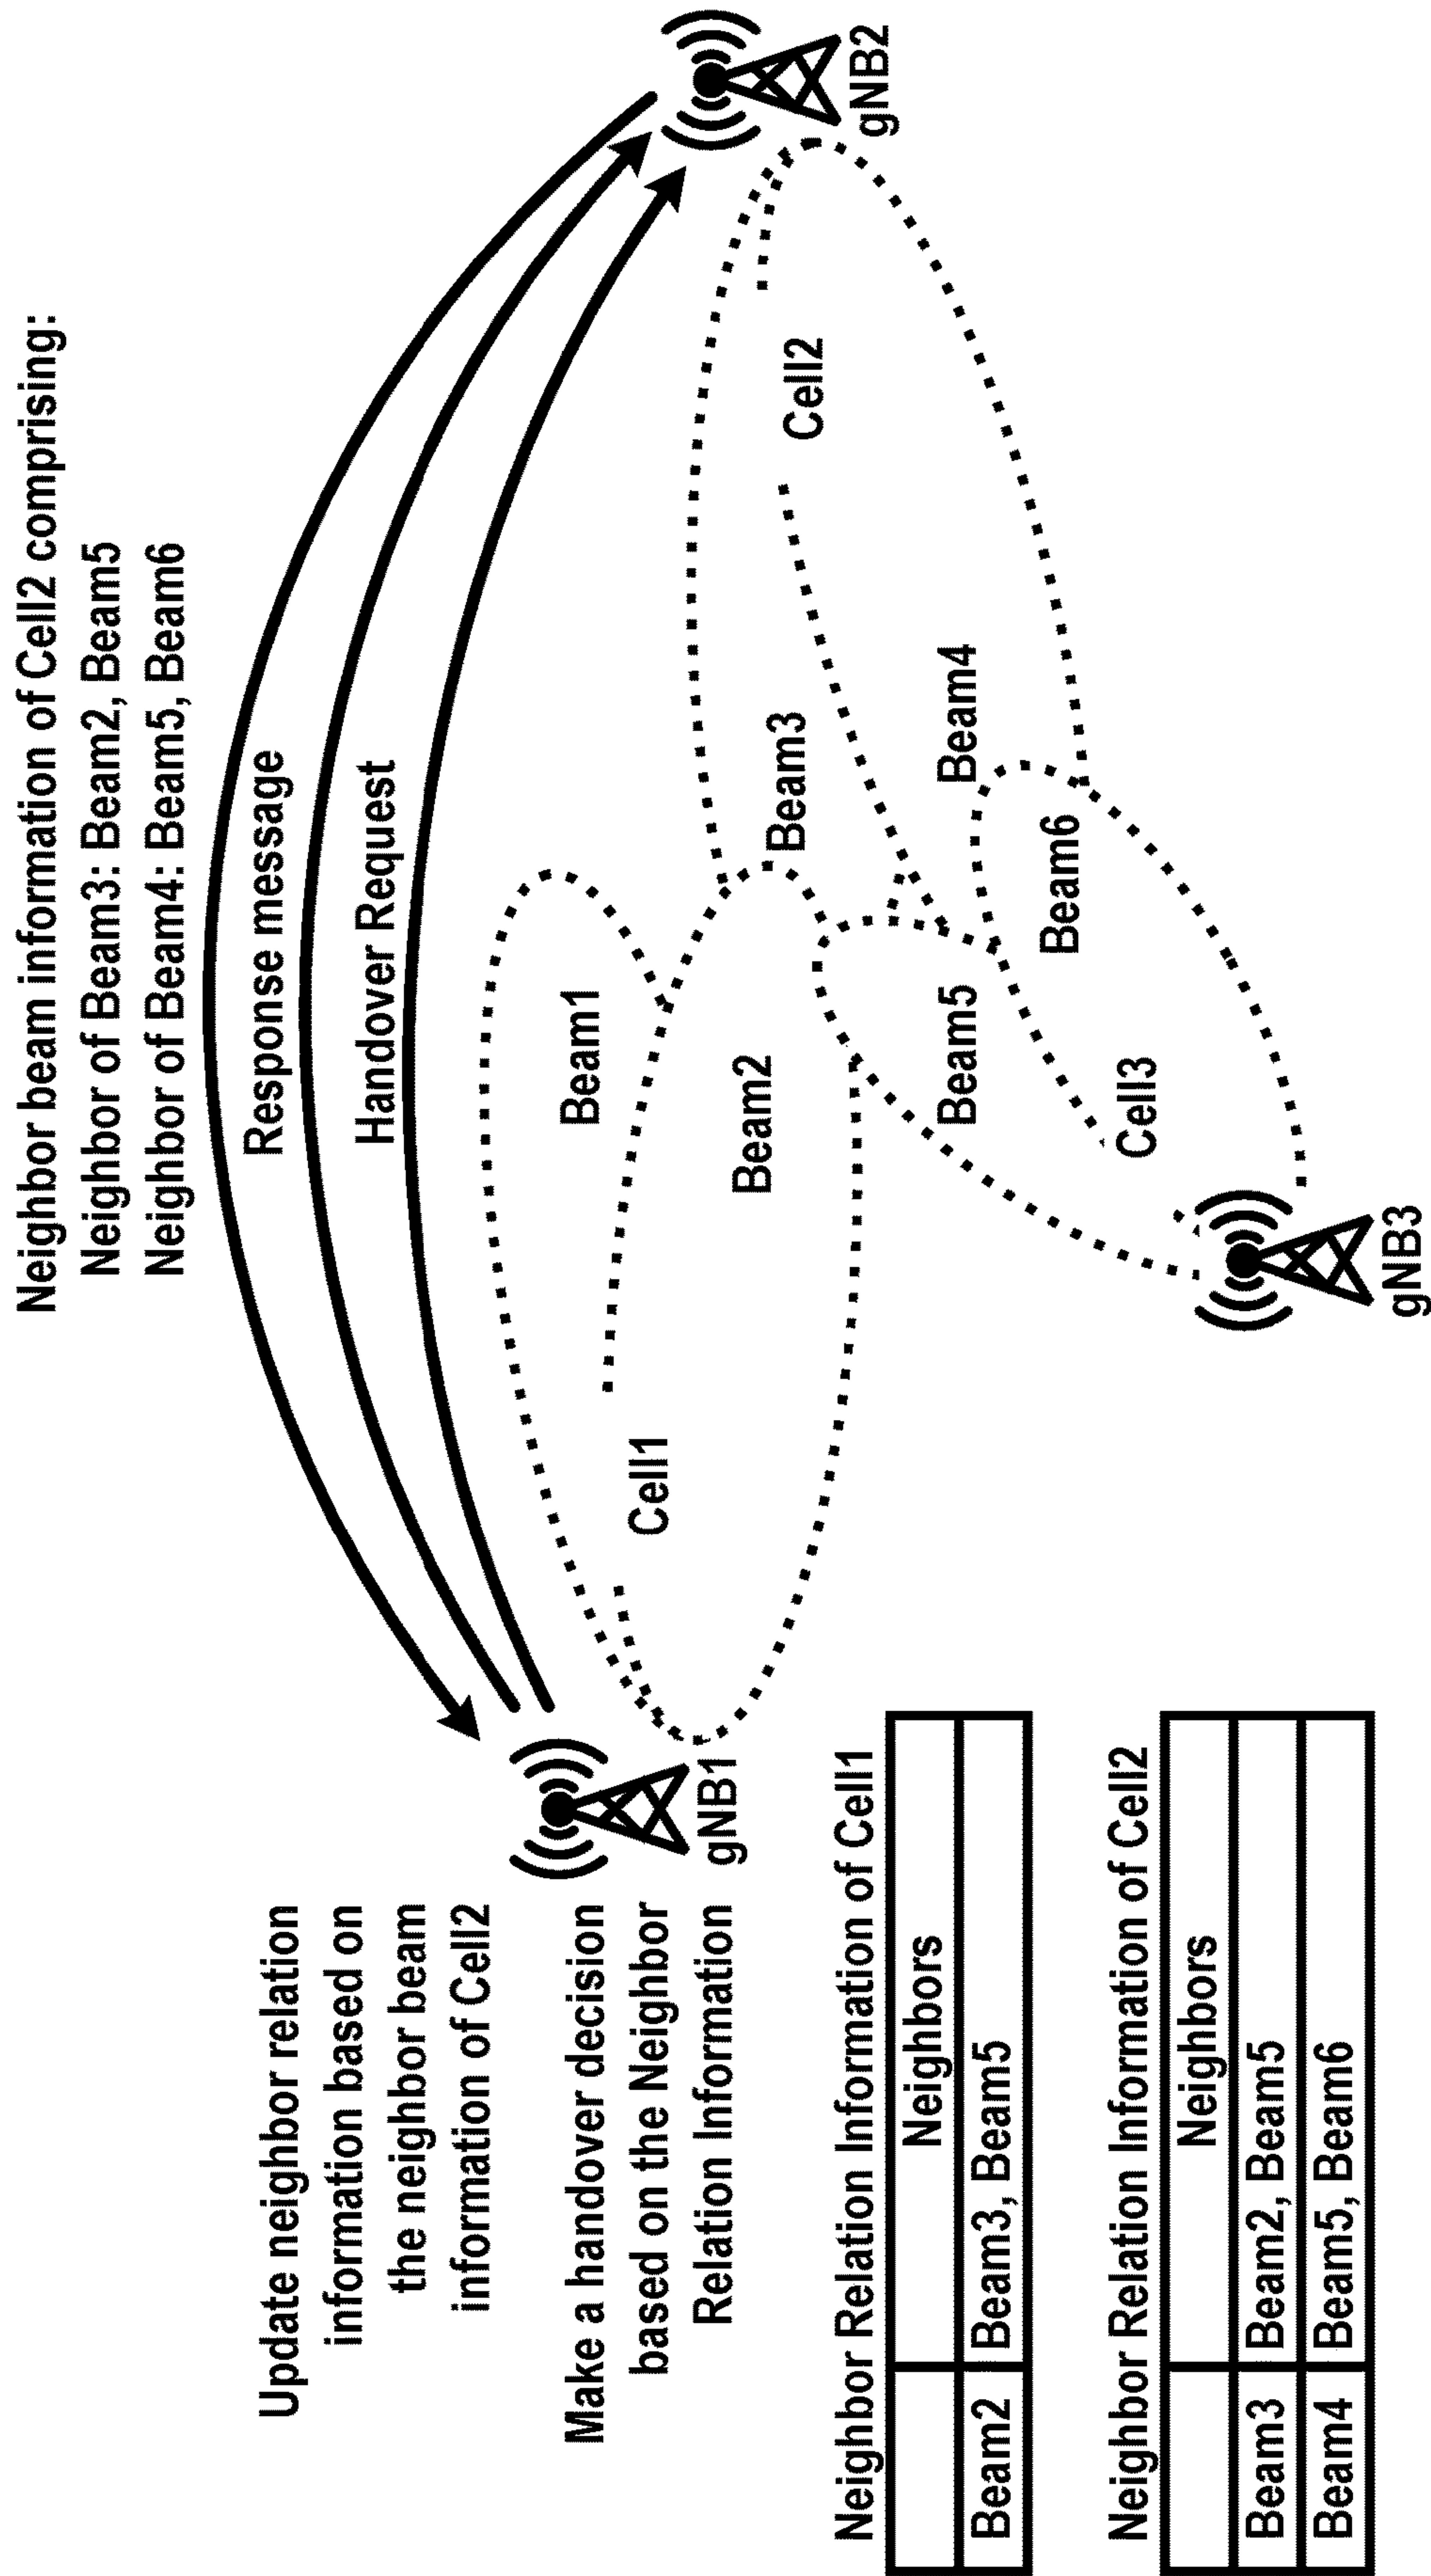 Neighbor beam information of Cell2 comprising:
Neighbor of Beam3: Beam2, Beam5
Neighbor of Beam4: Beam5, Beam6
Response message
Handover Request
Update neighbor relation
information based on
the neighbor beam
information of Cell2
Make a handover decision
based on the Neighbor
Relation Information
gNB1
gNB2
gNB3
Cell1
Beam1
Beam2
Beam3
Cell2
Beam4
Beam5
Beam6
Cell3
Neighbor Relation Information of Cell1
Neighbors
Beam2 Beam3, Beam5
Neighbor Relation Information of Cell2
Neighbors
Beam3 Beam2, Beam5
Beam4 Beam5, Beam6